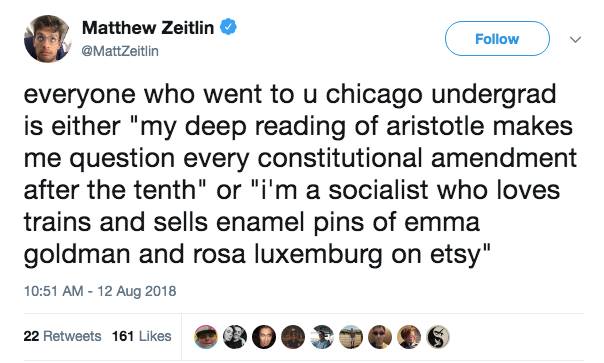 Matthew Zeitlin
@MattZeitlin
Follow
everyone who went to u chicago undergrad
is either "my deep reading of aristotle makes
me question every constitutional amendment
after the tenth" or "i'm a socialist who loves
trains and sells enamel pins of emma
goldman and rosa luxemburg on etsy"
10:51 AM - 12 Aug 2018
22 Retweets 161 Likes